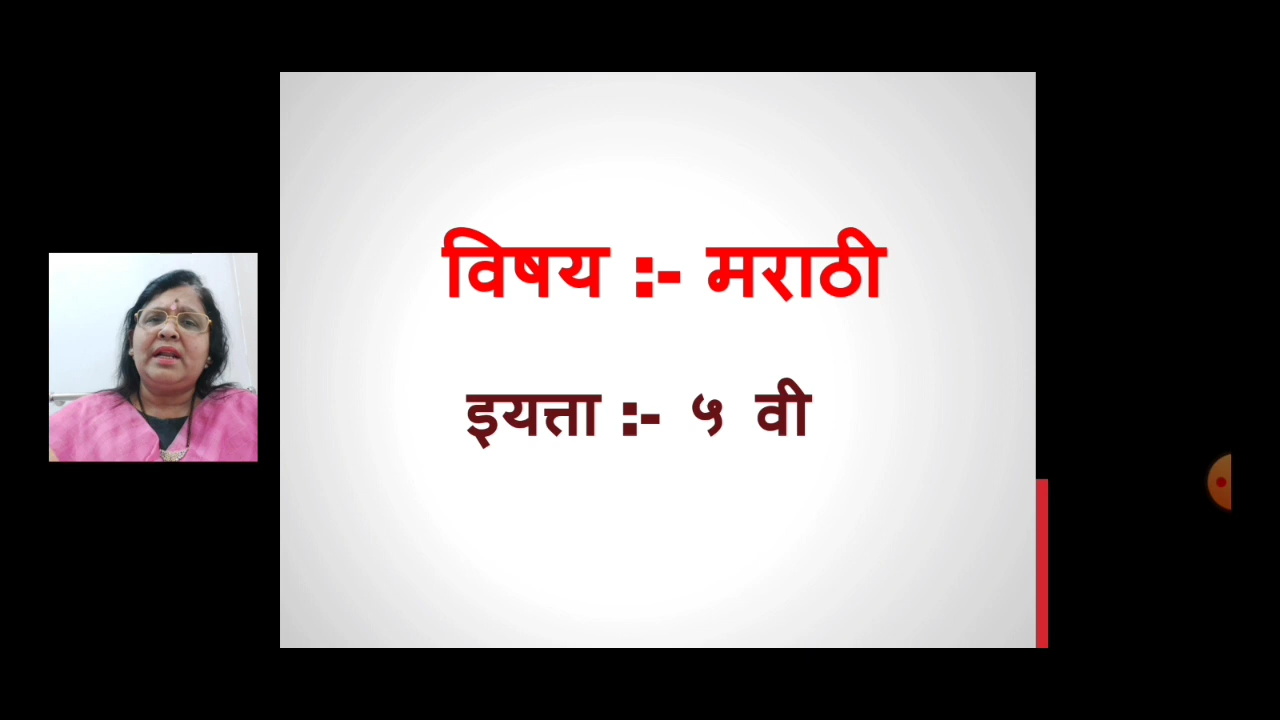 विषय :- मराठी
इयत्ता :- ५ वी